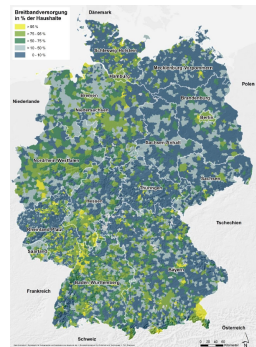 Dänemark
Breitbandversorgung
in % der Haushalte
> 95 %
> 75 - 95 %
> 50 - 75 %
> 10 - 50 %
0 - 10 %
Schleswig-Holstein
Mecklenburg-Vorpommern
Hamburg
Bremen
Niedersachsen
Brandenburg
Polen
Berlin
Niederlande
Sachsen-Anhalt
Nordrhein-Westfalen
Sachsen
Thüringen
Hessen
Rheinland-Pfalz
Tschechien
Saarland
Bayern
Frankreich
Baden-Württemberg
Österreich
Schweiz